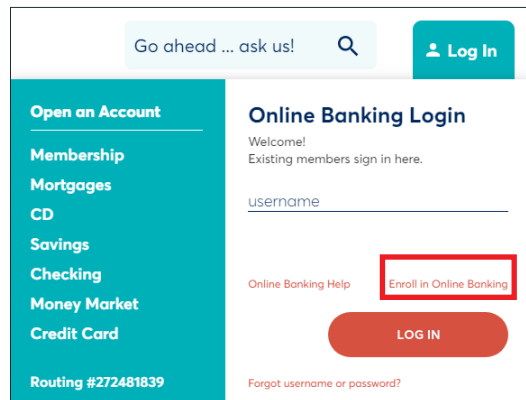 Go ahead ... ask us!
Log In
Open an Account
Membership
Mortgages
CD
Savings
Checking
Money Market
Credit Card
Routing #272481839
Online Banking Login
Welcome!
Existing members sign in here.
username
Online Banking Help
Enroll in Online Banking
LOG IN
Forgot username or password?